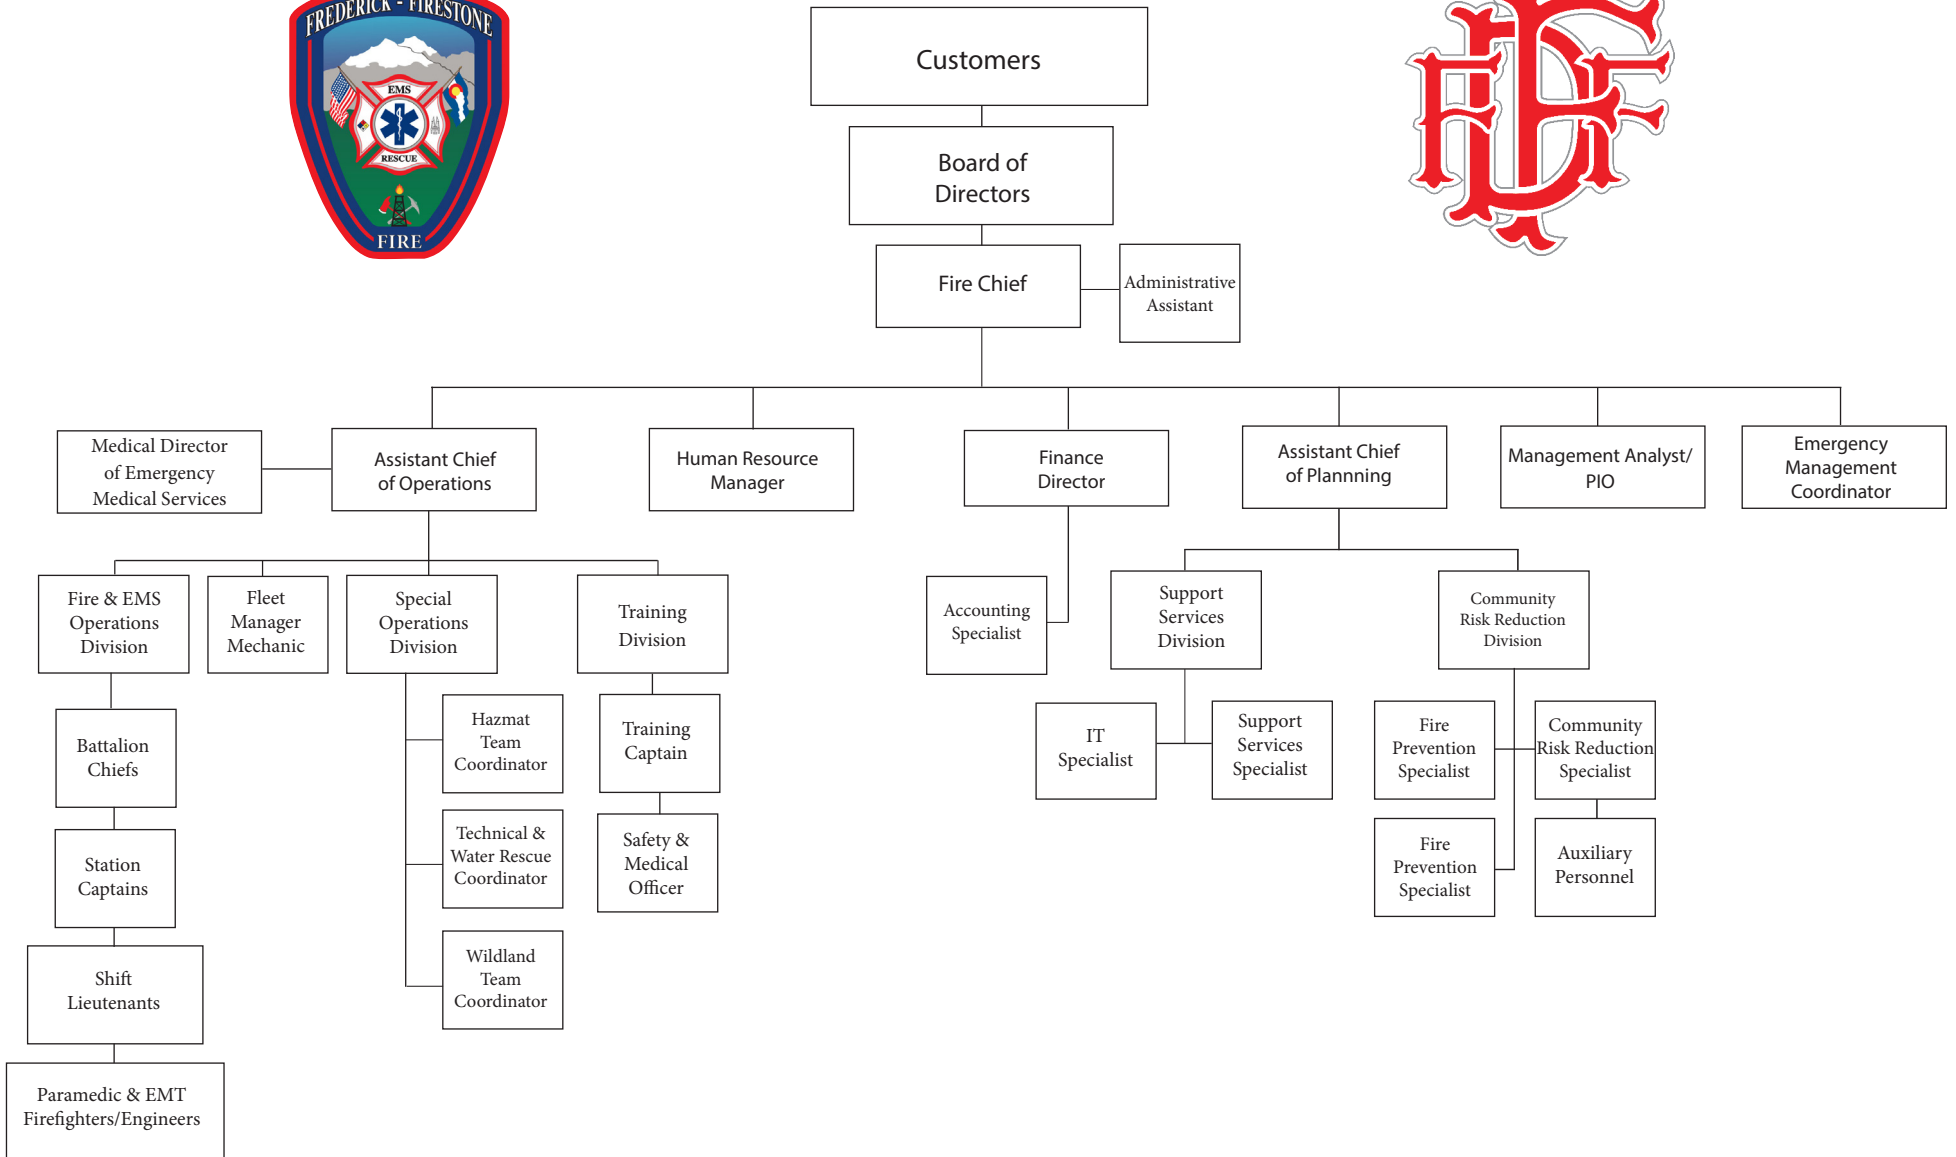 FREDERICK - FIRESTONE
EMS
RESCUE
FIRE
FFFD
Customers
Board of
Directors
Fire Chief
Administrative
Assistant
Medical Director
of Emergency
Medical Services
Assistant Chief
of Operations
Human Resource
Manager
Finance
Director
Assistant Chief
of Plannning
Management Analyst/
PIO
Emergency
Management
Coordinator
Fire & EMS
Operations
Division
Fleet
Manager
Mechanic
Special
Operations
Division
Training
Division
Accounting
Specialist
Support
Services
Division
Community
Risk Reduction
Division
Battalion
Chiefs
Hazmat
Team
Coordinator
Training
Captain
IT
Specialist
Support
Services
Specialist
Fire
Prevention
Specialist
Community
Risk Reduction
Specialist
Station
Captains
Technical &
Water Rescue
Coordinator
Safety &
Medical
Officer
Fire
Prevention
Specialist
Auxiliary
Personnel
Shift
Lieutenants
Wildland
Team
Coordinator
Paramedic & EMT
Firefighters/Engineers